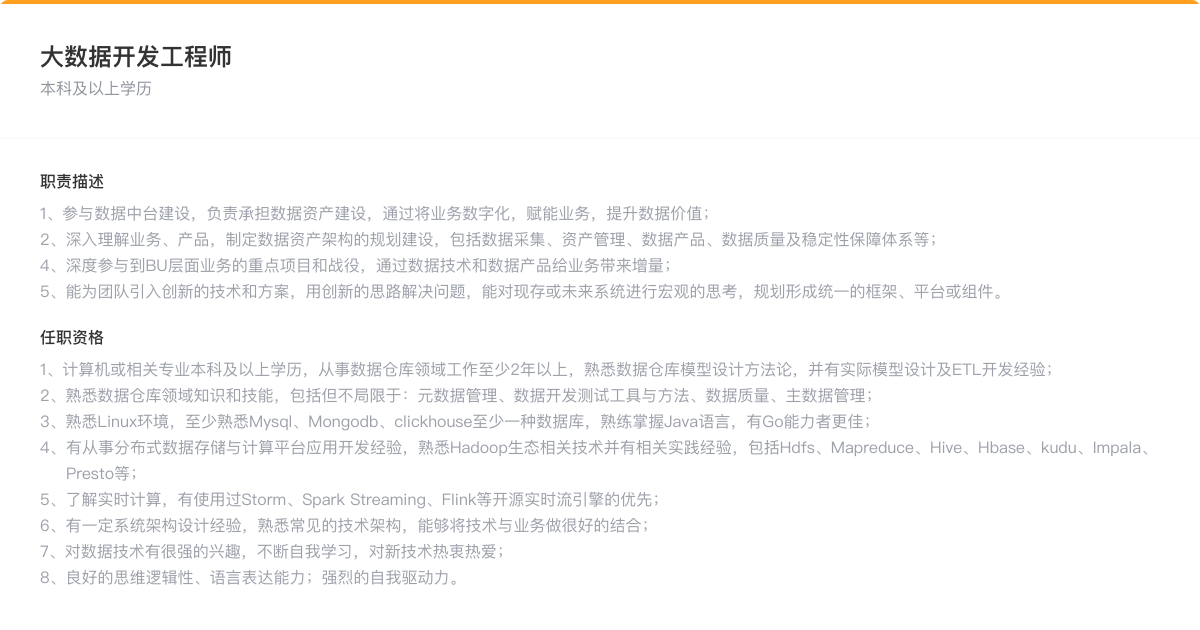 大数据开发工程师
本科及以上学历
职责描述
1、参与数据中台建设，负责承担数据资产建设，通过将业务数字化，赋能业务，提升数据价值；
2、深入理解业务、产品，制定数据资产架构的规划建设，包括数据采集、资产管理、数据产品、数据质量及稳定性保障体系等；
4、深度参与到BU层面业务的重点项目和战役，通过数据技术和数据产品给业务带来增量；
5、能为团队引入创新的技术和方案，用创新的思路解决问题，能对现存或未来系统进行宏观的思考，规划形成统一的框架、平台或组件。
任职资格
1、计算机或相关专业本科及以上学历，从事数据仓库领域工作至少2年以上，熟悉数据仓库模型设计方法论，并有实际模型设计及ETL开发经验；
2、熟悉数据仓库领域知识和技能，包括但不局限于：元数据管理、数据开发测试工具与方法、数据质量、主数据管理；
3、熟悉Linux环境，至少熟悉Mysql、Mongodb、clickhouse至少一种数据库，熟练掌握Java语言，有Go能力者更佳；
4、有从事分布式数据存储与计算平台应用开发经验，熟悉Hadoop生态相关技术并有相关实践经验，包括Hdfs、Mapreduce、Hive、Hbase、kudu、Impala、
Presto等；
5、了解实时计算，有使用过Storm、Spark Streaming、Flink等开源实时流引擎的优先；
6、有一定系统架构设计经验，熟悉常见的技术架构，能够将技术与业务做很好的结合；
7、对数据技术有很强的兴趣，不断自我学习，对新技术热衷热爱；
8、良好的思维逻辑性、语言表达能力；强烈的自我驱动力。